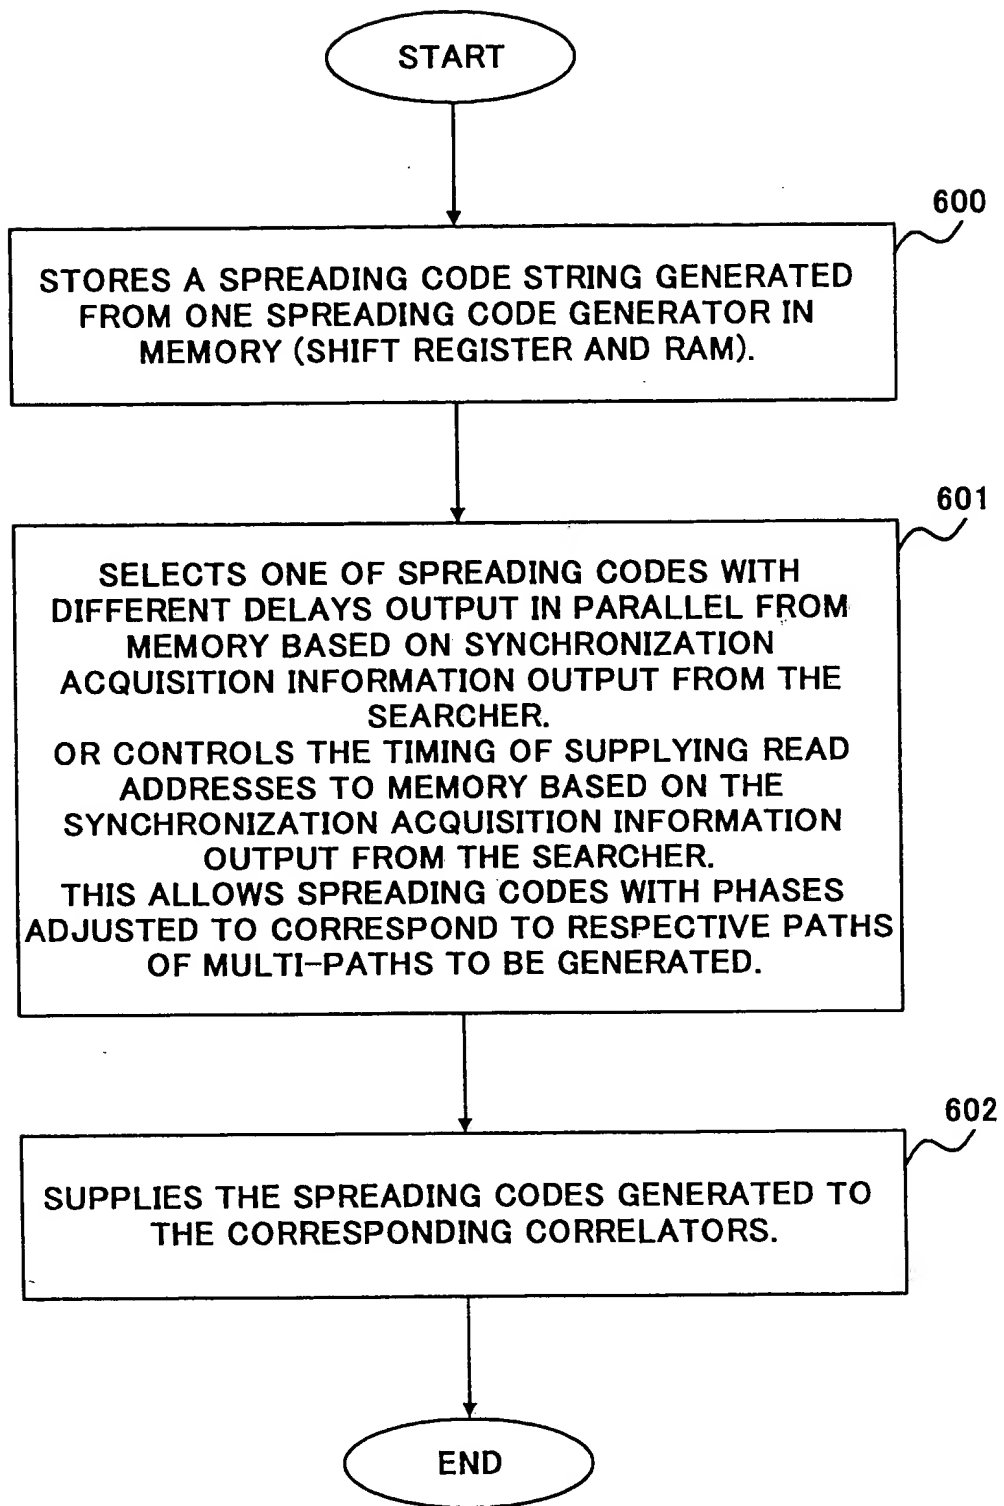 START
600
STORES A SPREADING CODE STRING GENERATED
FROM ONE SPREADING CODE GENERATOR IN
MEMORY (SHIFT REGISTER AND RAM).
601
SELECTS ONE OF SPREADING CODES WITH
DIFFERENT DELAYS OUTPUT IN PARALLEL FROM
MEMORY BASED ON SYNCHRONIZATION
ACQUISITION INFORMATION OUTPUT FROM THE
SEARCHER.
OR CONTROLS THE TIMING OF SUPPLYING READ
ADDRESSES TO MEMORY BASED ON THE
SYNCHRONIZATION ACQUISITION INFORMATION
OUTPUT FROM THE SEARCHER.
THIS ALLOWS SPREADING CODES WITH PHASES
ADJUSTED TO CORRESPOND TO RESPECTIVE PATHS
OF MULTI-PATHS TO BE GENERATED.
602
SUPPLIES THE SPREADING CODES GENERATED TO
THE CORRESPONDING CORRELATORS.
END